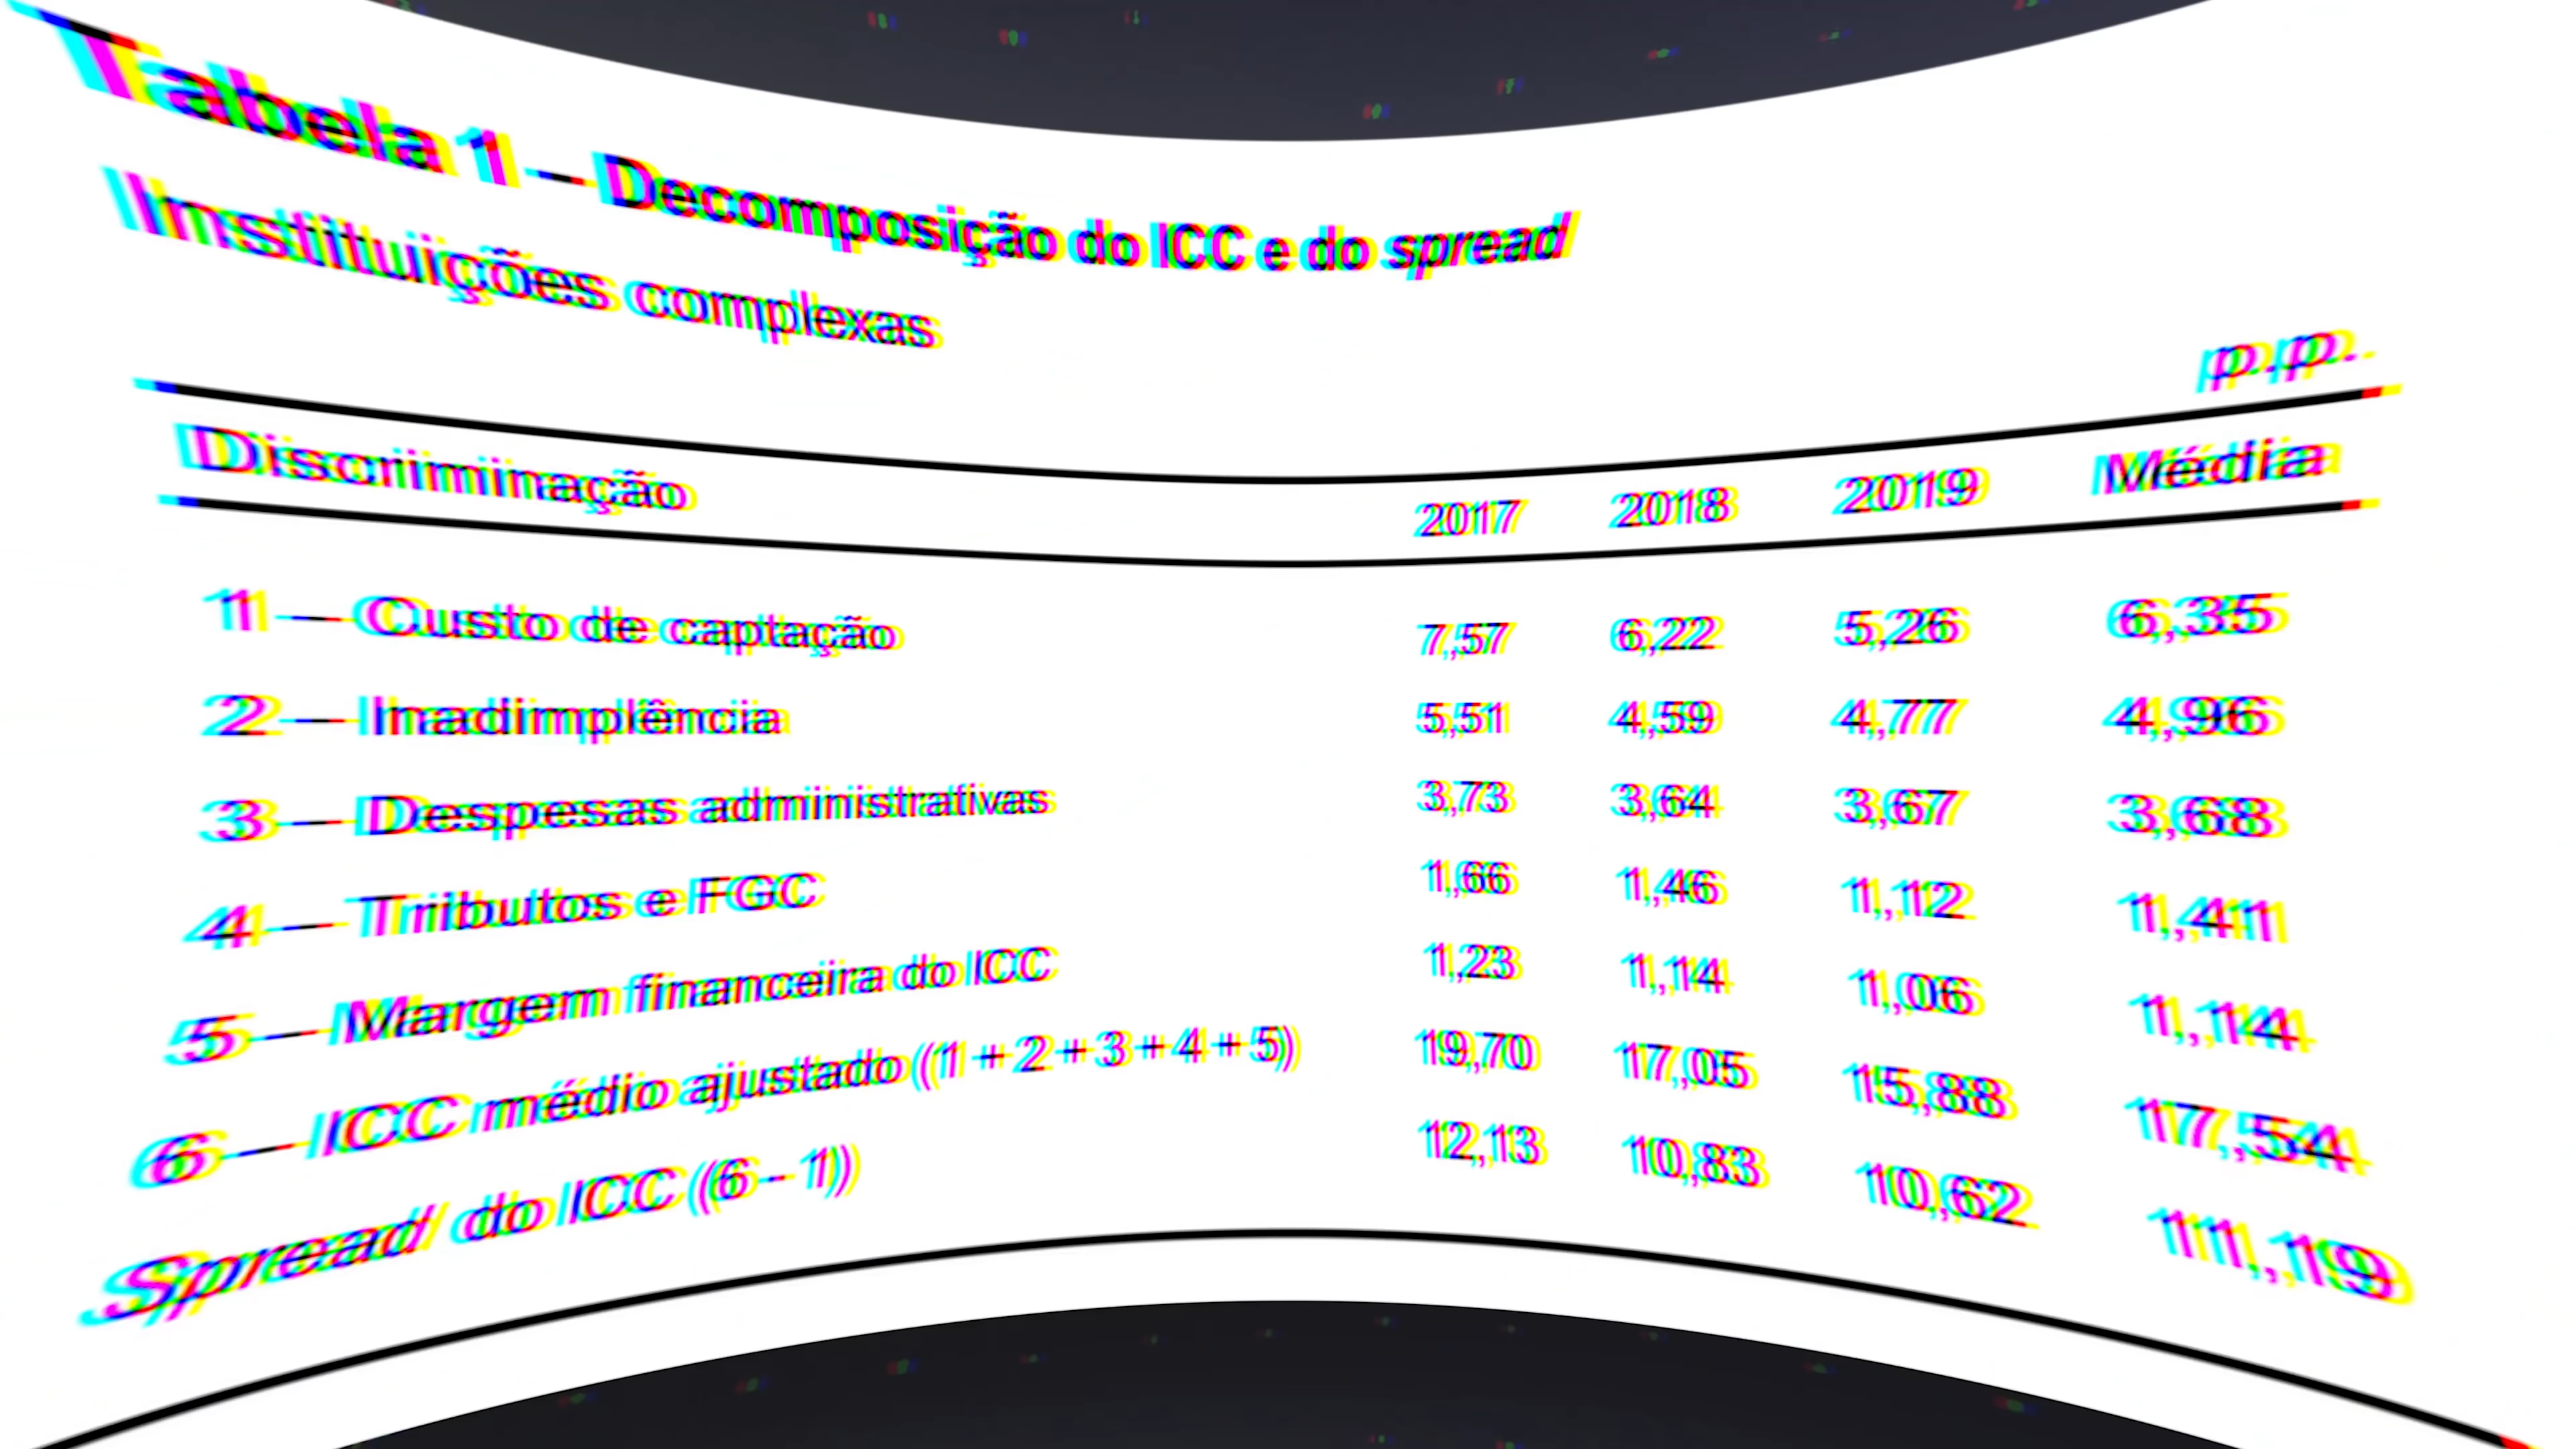 Tabela 1 – Decomposição do ICC e do spread
Instituições complexas
p.p.
Discriminação 2017 2018 2019 Média
1 – Custo de captação 7,57 6,22 5,26 6,35
2 – Inadimplência 5,51 4,59 4,77 4,96
3 – Despesas administrativas 3,73 3,64 3,67 3,68
4 – Tributos e FGC 1,66 1,46 1,12 1,41
5 – Margem financeira do ICC 1,23 1,14 1,06 1,14
6 – ICC médio ajustado (1 + 2 + 3 + 4 + 5) 19,70 17,05 15,88 17,54
Spread do ICC (6 - 1) 12,13 10,83 10,62 11,19